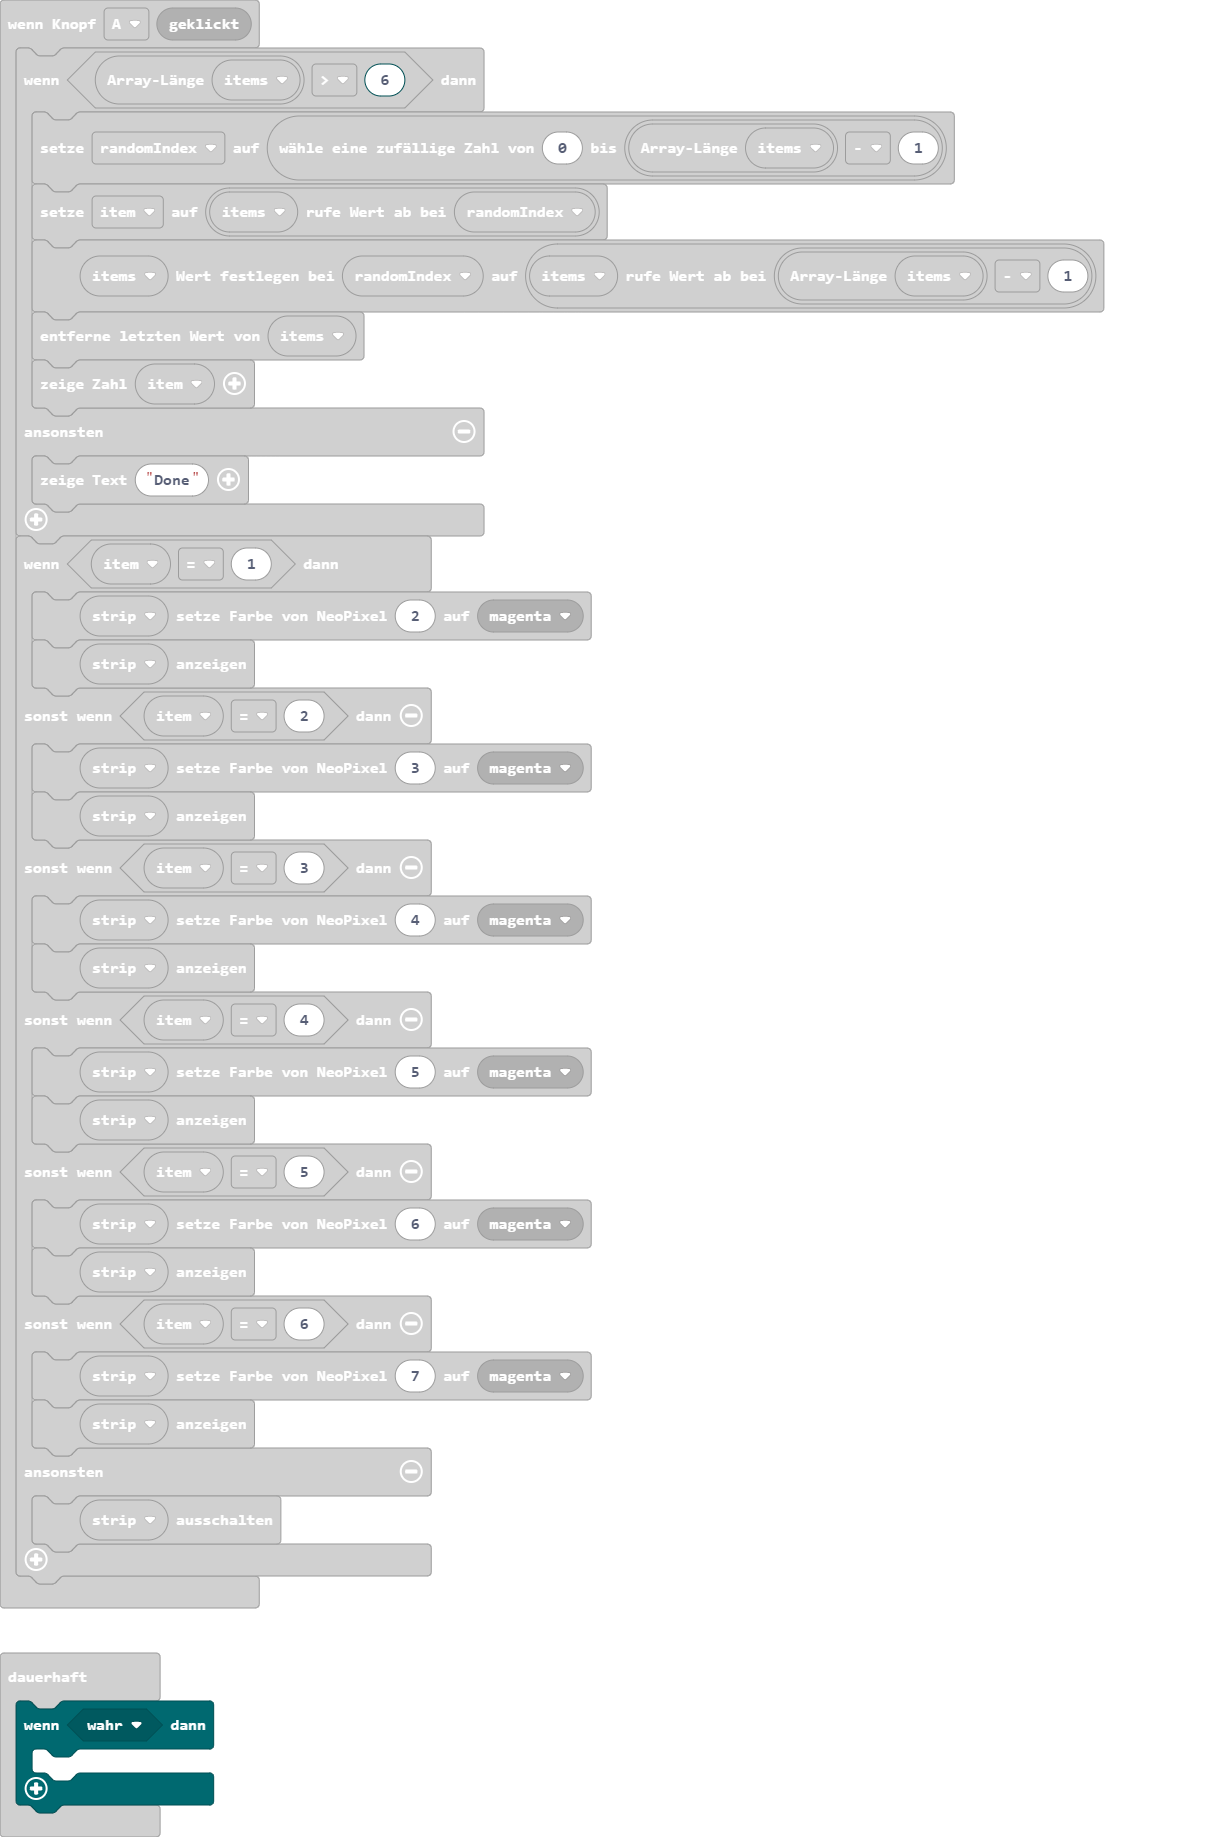 wenn Knopf A geklickt
wenn Array-Länge items > 6 dann
setze randomIndex auf wähle eine zufällige Zahl von 0 bis Array-Länge items - 1
setze item auf items rufe Wert ab bei randomIndex
items Wert festlegen bei randomIndex auf items rufe Wert ab bei Array-Länge items - 1
entferne letzten Wert von items
zeige Zahl item
ansonsten
zeige Text "Done"
wenn item = 1 dann
strip setze Farbe von NeoPixel 2 auf magenta
strip anzeigen
sonst wenn item = 2 dann
strip setze Farbe von NeoPixel 3 auf magenta
strip anzeigen
sonst wenn item = 3 dann
strip setze Farbe von NeoPixel 4 auf magenta
strip anzeigen
sonst wenn item = 4 dann
strip setze Farbe von NeoPixel 5 auf magenta
strip anzeigen
sonst wenn item = 5 dann
strip setze Farbe von NeoPixel 6 auf magenta
strip anzeigen
sonst wenn item = 6 dann
strip setze Farbe von NeoPixel 7 auf magenta
strip anzeigen
ansonsten
strip ausschalten
dauerhaft
wenn wahr dann